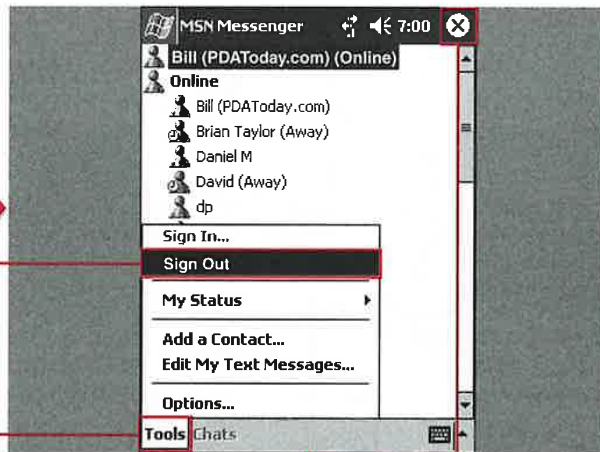 MSN Messenger 7:00
Bill (PDAToday.com) (Online)
Online
Bill (PDAToday.com)
Brian Taylor (Away)
Daniel M
David (Away)
dp
Sign In...
Sign Out
My Status
Add a Contact...
Edit My Text Messages...
Options...
Tools Chats